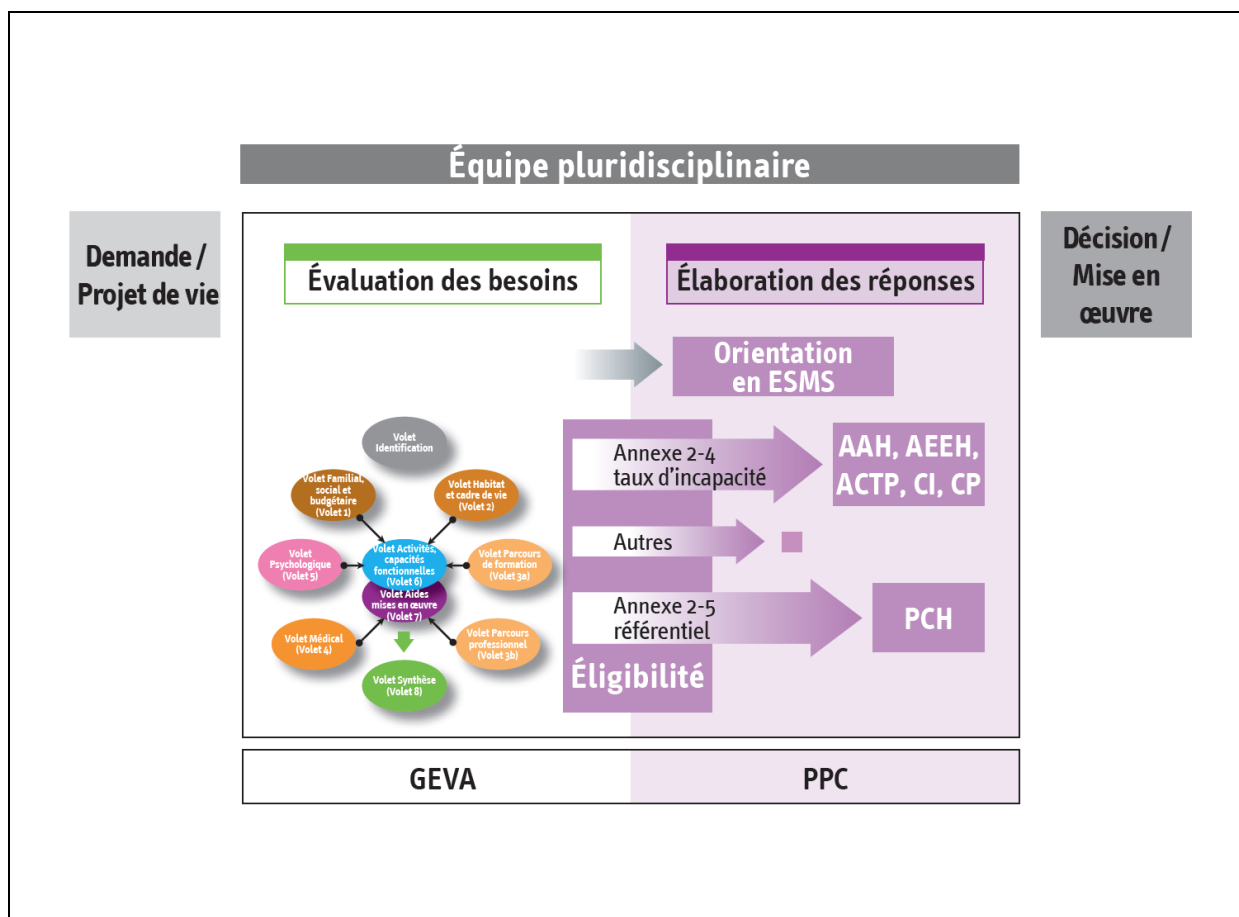 Équipe pluridisciplinaire
Demande /
Projet de vie
Évaluation des besoins
Élaboration des réponses
Décision /
Mise en
œuvre
Orientation
en ESMS
Volet
Identification
Volet Familial,
social et
budgétaire
(Volet 1)
Volet Habitat
et cadre de vie
(Volet 2)
Volet
Psychologique
(Volet 5)
Volet Activités,
capacités
fonctionnelles
(Volet 6)
Volet Parcours
de formation
(Volet 3a)
Volet Aides
mises en œuvre
(Volet 7)
Volet Médical
(Volet 4)
Volet Parcours
professionnel
(Volet 3b)
Volet Synthèse
(Volet 8)
Annexe 2-4
taux d'incapacité
AAH, AEEH,
ACTP, CI, CP
Autres
Annexe 2-5
référentiel
PCH
Éligibilité
GEVA
PPC